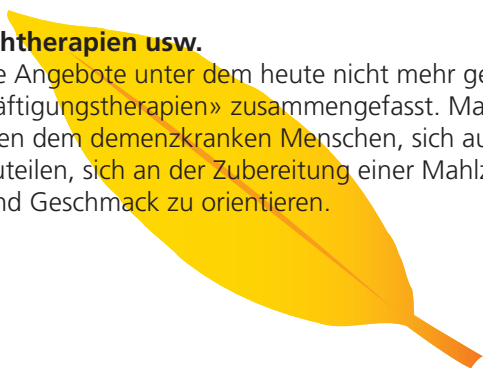 htherapien usw.
e Angebote unter dem heute nicht mehr ge
äftigungstherapien» zusammengefasst. Ma
en dem demenzkranken Menschen, sich au
uteilen, sich an der Zubereitung einer Mahlz
nd Geschmack zu orientieren.